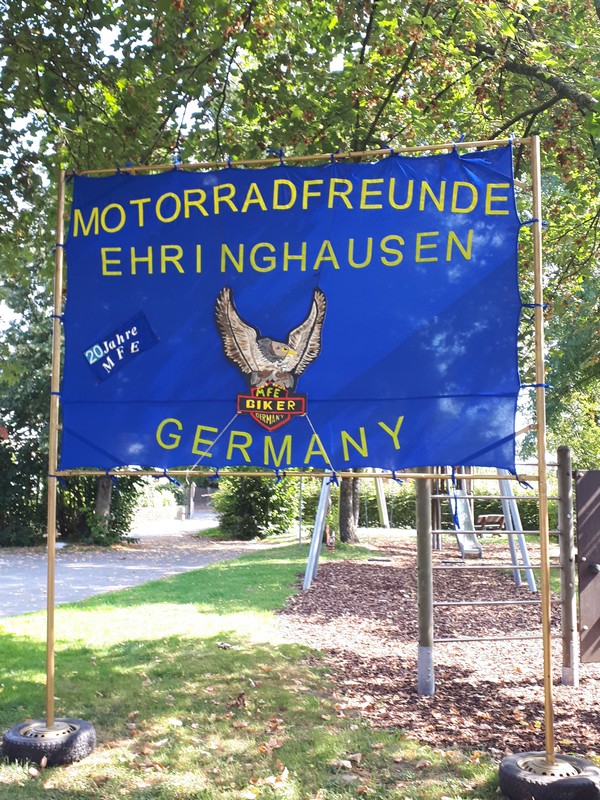 MOTORRADFREUNDE
EHRINGHAUSEN
20 Jahre
MFE
MFE
BIKER
GERMANY
GERMANY